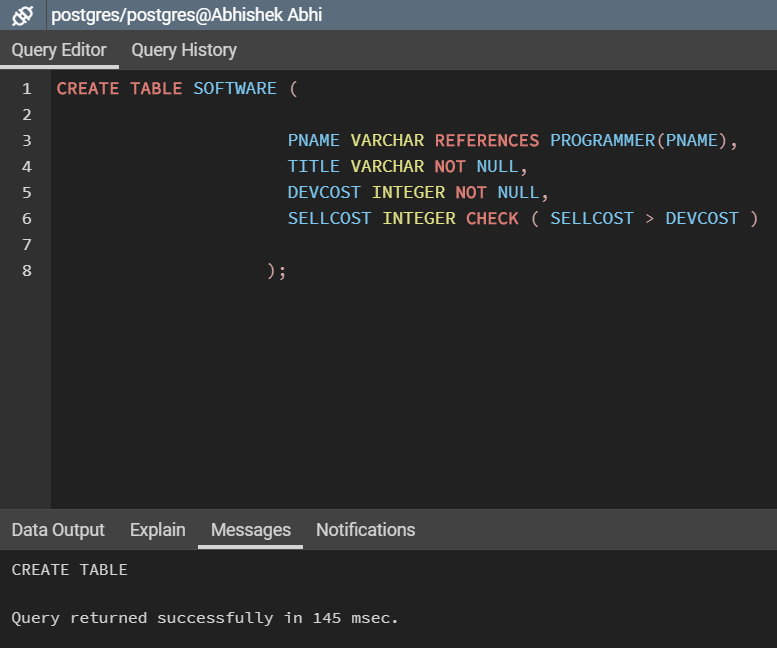 postgres/postgres@Abhishek Abhi
Query Editor Query History
1 CREATE TABLE SOFTWARE (
2
3 PNAME VARCHAR REFERENCES PROGRAMMER(PNAME),
4 TITLE VARCHAR NOT NULL,
5 DEVCOST INTEGER NOT NULL,
6 SELLCOST INTEGER CHECK ( SELLCOST > DEVCOST )
7
8 );
Data Output Explain Messages Notifications
CREATE TABLE
Query returned successfully in 145 msec.